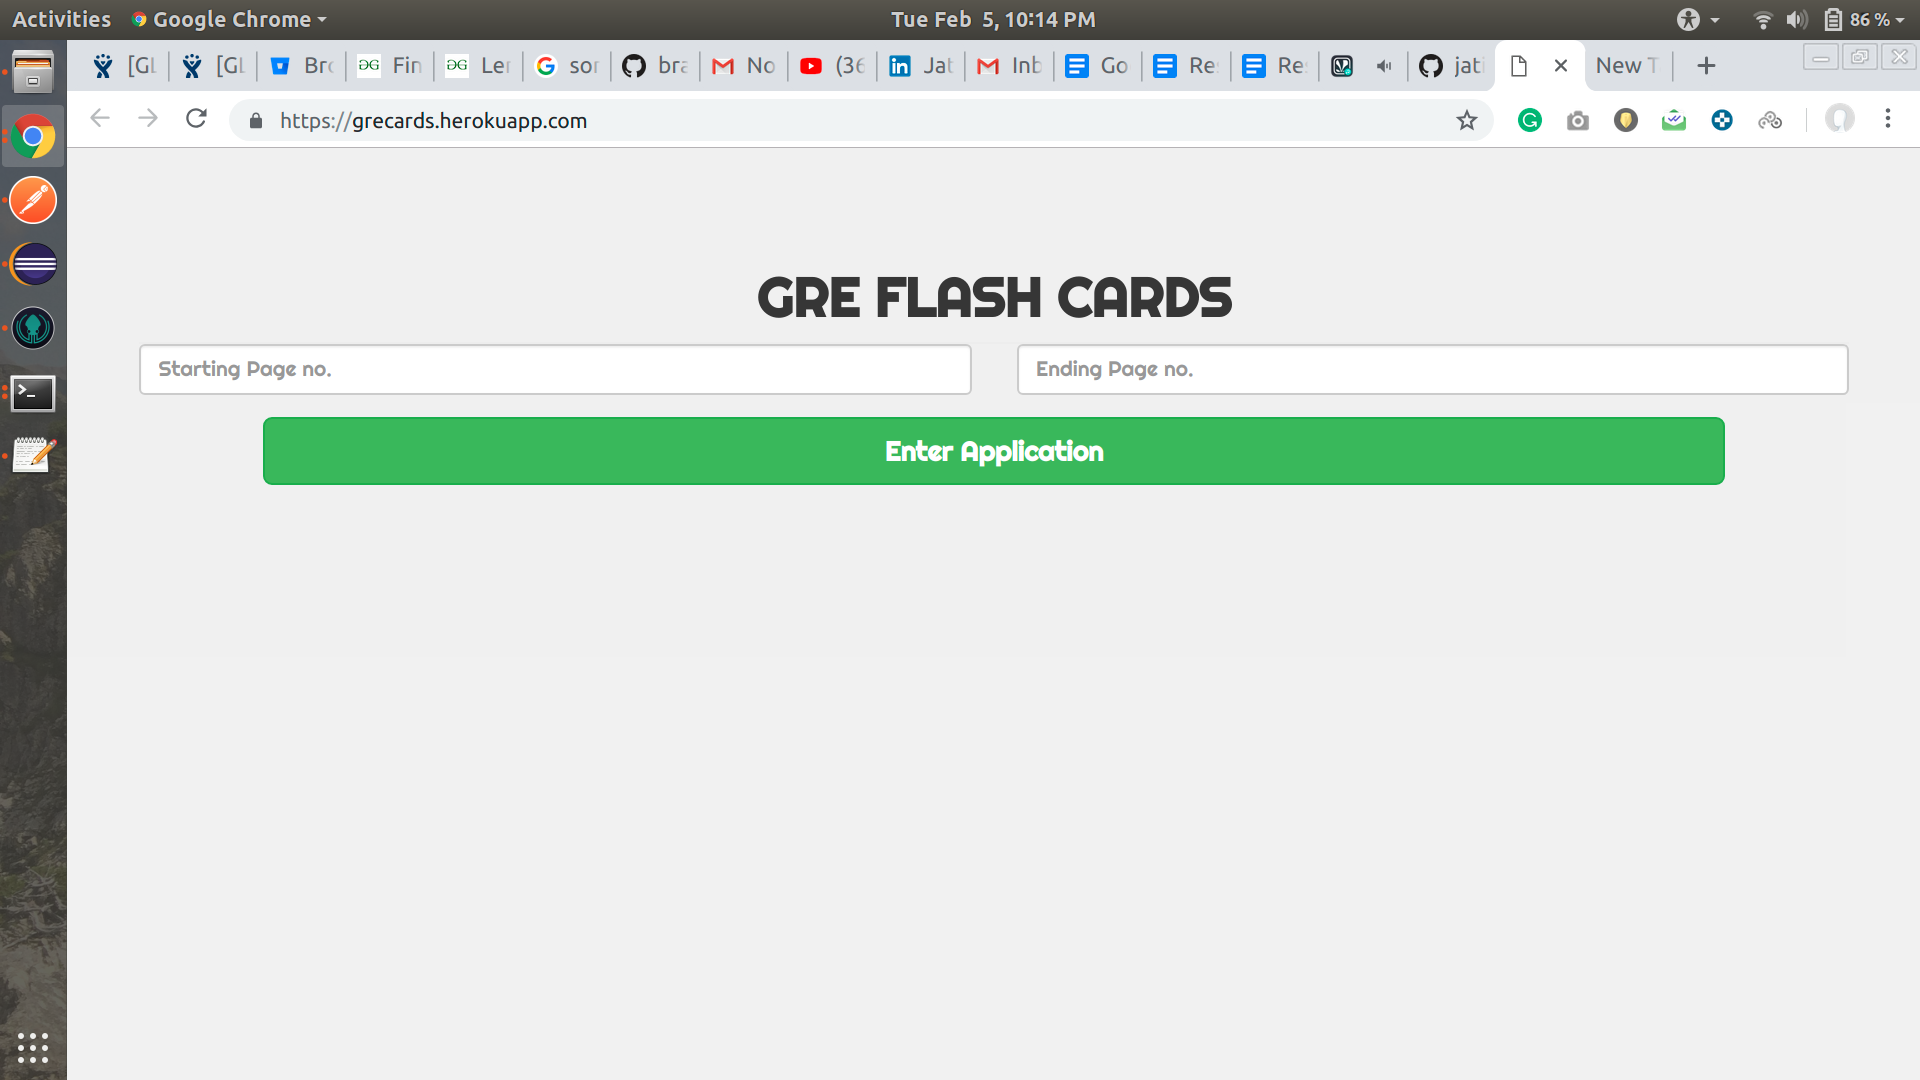 Activities Google Chrome Tue Feb 5, 10:14 PM 86 %
[GL [GL Bro Fin Ler sor bra No (36 Jat Inb Go Re Re jati New T
https://grecards.herokuapp.com
GRE FLASH CARDS
Starting Page no. Ending Page no.
Enter Application